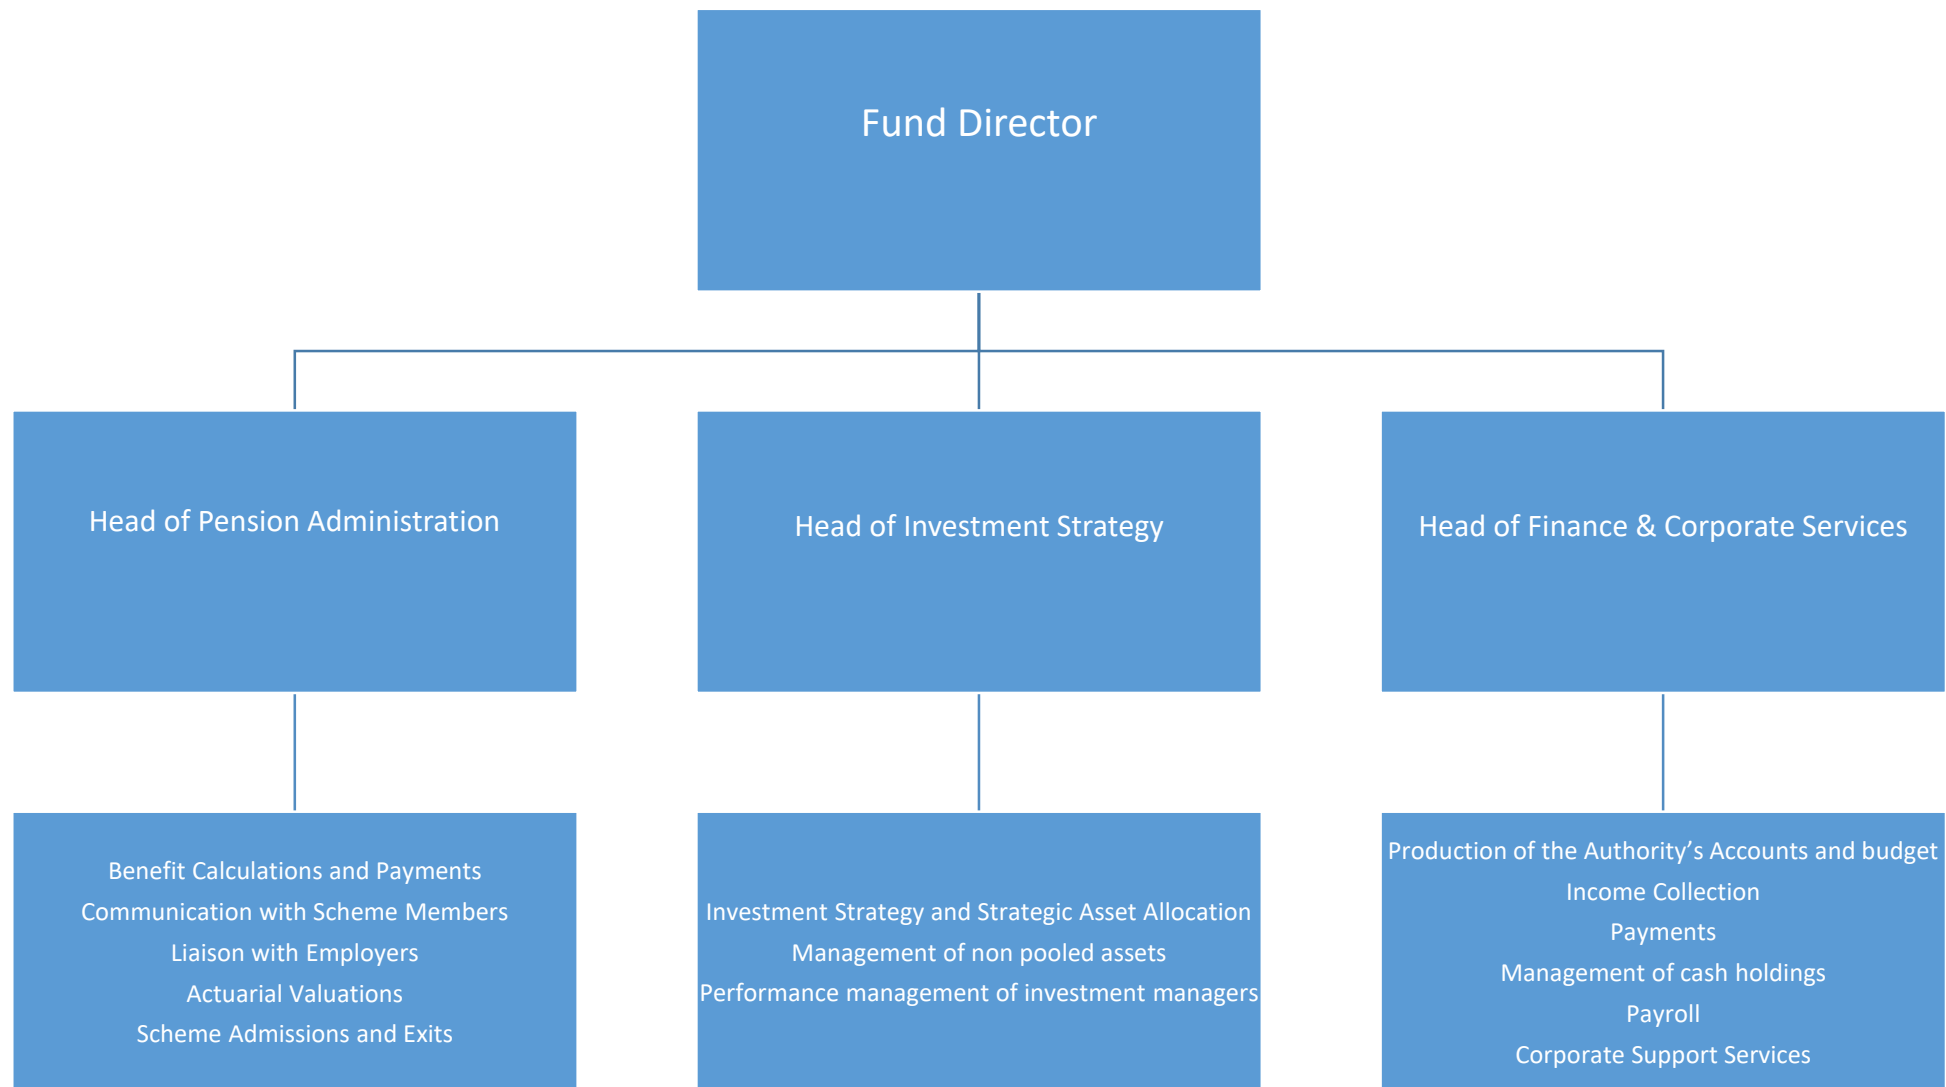 Fund Director
Head of Pension Administration
Head of Investment Strategy
Head of Finance & Corporate Services
Benefit Calculations and Payments
Communication with Scheme Members
Liaison with Employers
Actuarial Valuations
Scheme Admissions and Exits
Investment Strategy and Strategic Asset Allocation
Management of non pooled assets
Performance management of investment managers
Production of the Authority’s Accounts and budget
Income Collection
Payments
Management of cash holdings
Payroll
Corporate Support Services